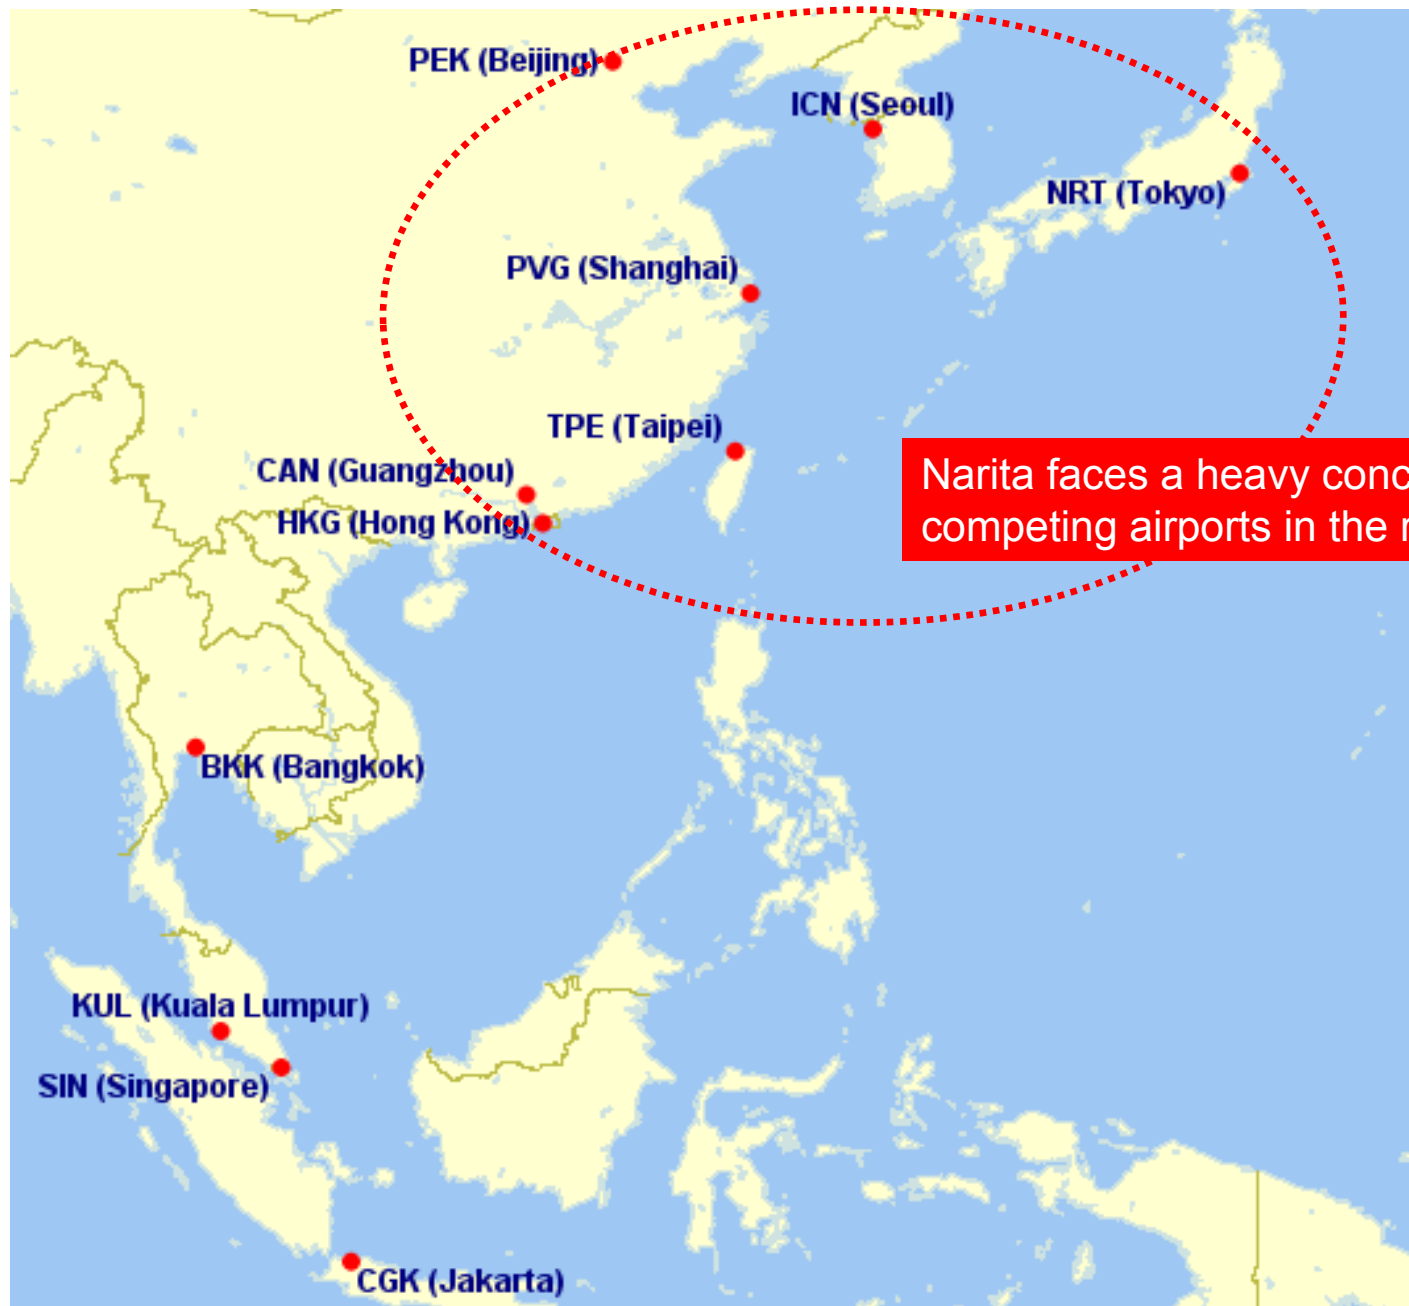 PEK (Beijing)
ICN (Seoul)
NRT (Tokyo)
PVG (Shanghai)
TPE (Taipei)
CAN (Guangzhou)
HKG (Hong Kong)
Narita faces a heavy
competing airports in the
BKK (Bangkok)
KUL (Kuala Lumpur)
SIN (Singapore)
CGK (Jakarta)